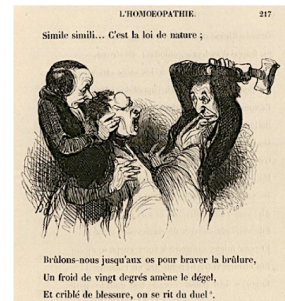 L'HOMOEOPATHIE. 217
Simile simili... C'est la loi de nature ;
Brûlons-nous jusqu'aux os pour braver la brûlure,
Un froid de vingt degrés amène le dégel,
Et criblé de blessure, on se rit du duel